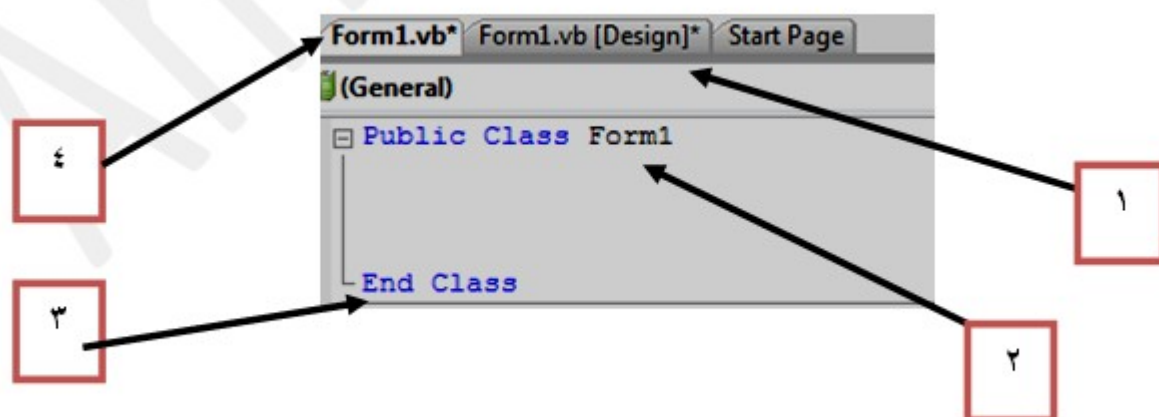 Form1.vb* Form1.vb [Design]* Start Page
(General)
Public Class Form1
End Class
٤
١
٣
٢